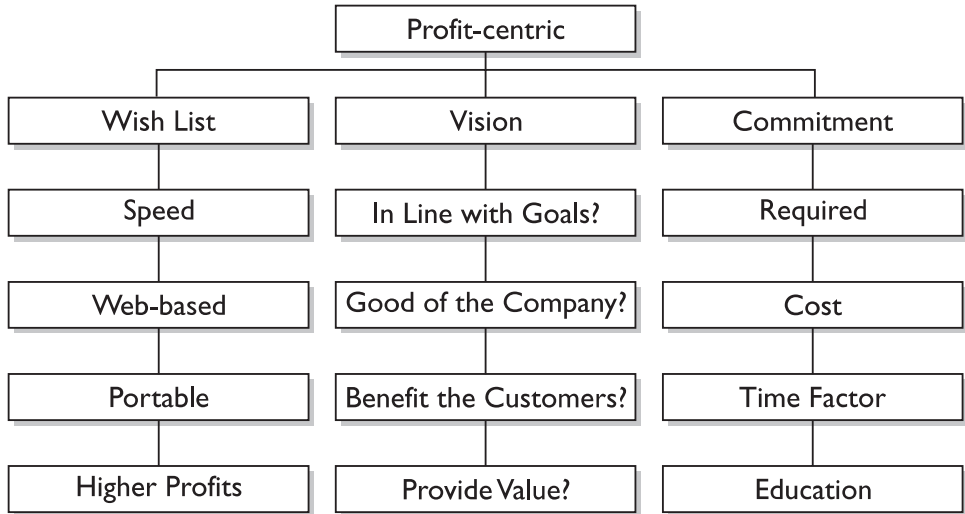 Profit-centric
Wish List
Vision
Commitment
Speed
In Line with Goals?
Required
Web-based
Good of the Company?
Cost
Portable
Benefit the Customers?
Time Factor
Higher Profits
Provide Value?
Education